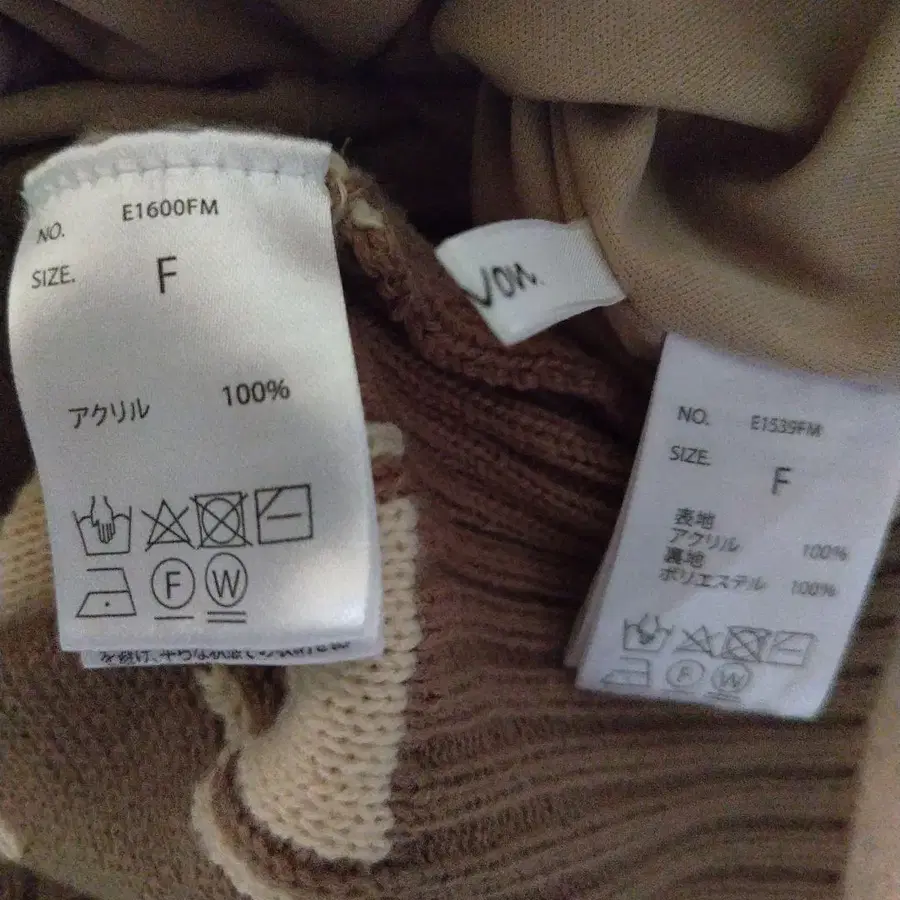 NO. E1600FM
SIZE. F
アクリル 100%
F W
Von.
NO. E1539FM
SIZE. F
表地
アクリル 100%
裏地
ポリエステル 100%
F W